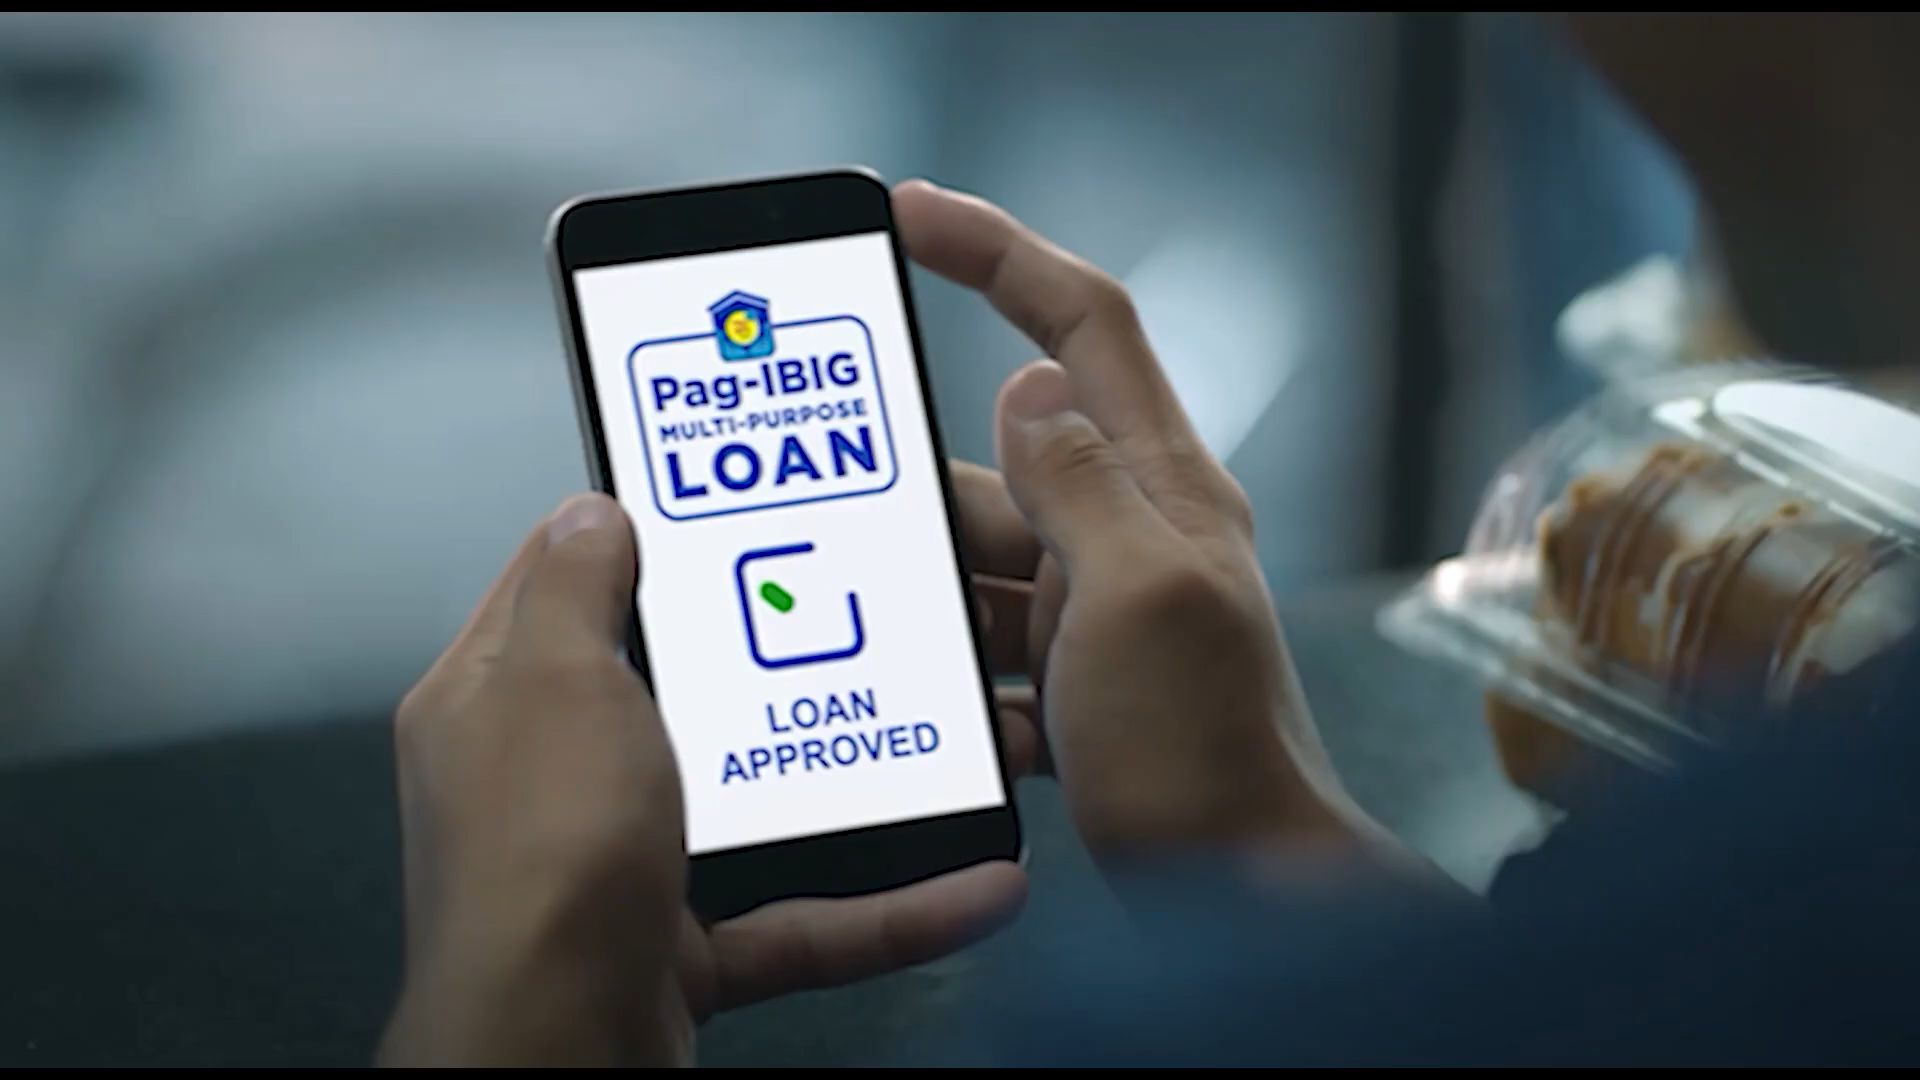 Pag-IBIG
MULTI-PURPOSE
LOAN
LOAN
APPROVED